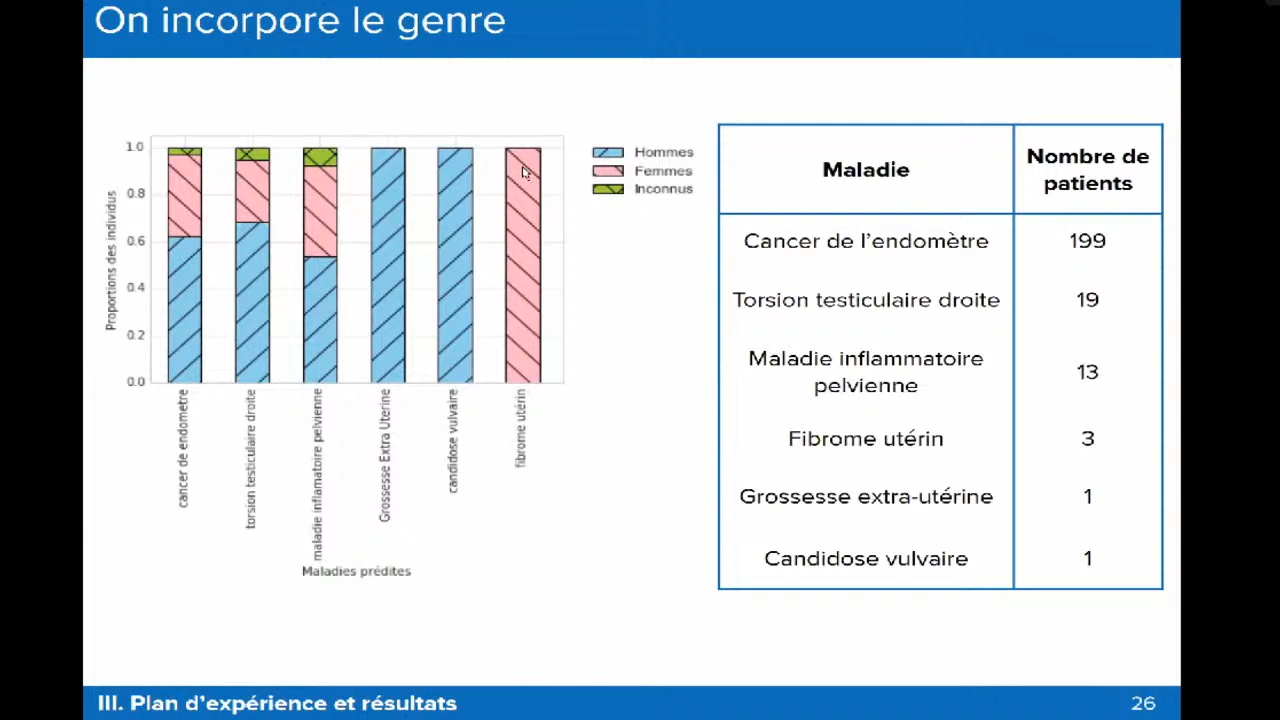 On incorpore le genre
1.0
0.8
0.6
0.4
0.2
0.0
Proportions des individus
cancer de endometre
torsion testiculaire droite
maladie inflamatoire pelvienne
Grossesse Extra Uterine
candidose vulvaire
fibrome utérin
Maladies prédites
Hommes
Femmes
Inconnus
Maladie
Nombre de
patients
Cancer de l'endomètre
199
Torsion testiculaire droite
19
Maladie inflammatoire
pelvienne
13
Fibrome utérin
3
Grossesse extra-utérine
1
Candidose vulvaire
1
III. Plan d'expérience et résultats
26